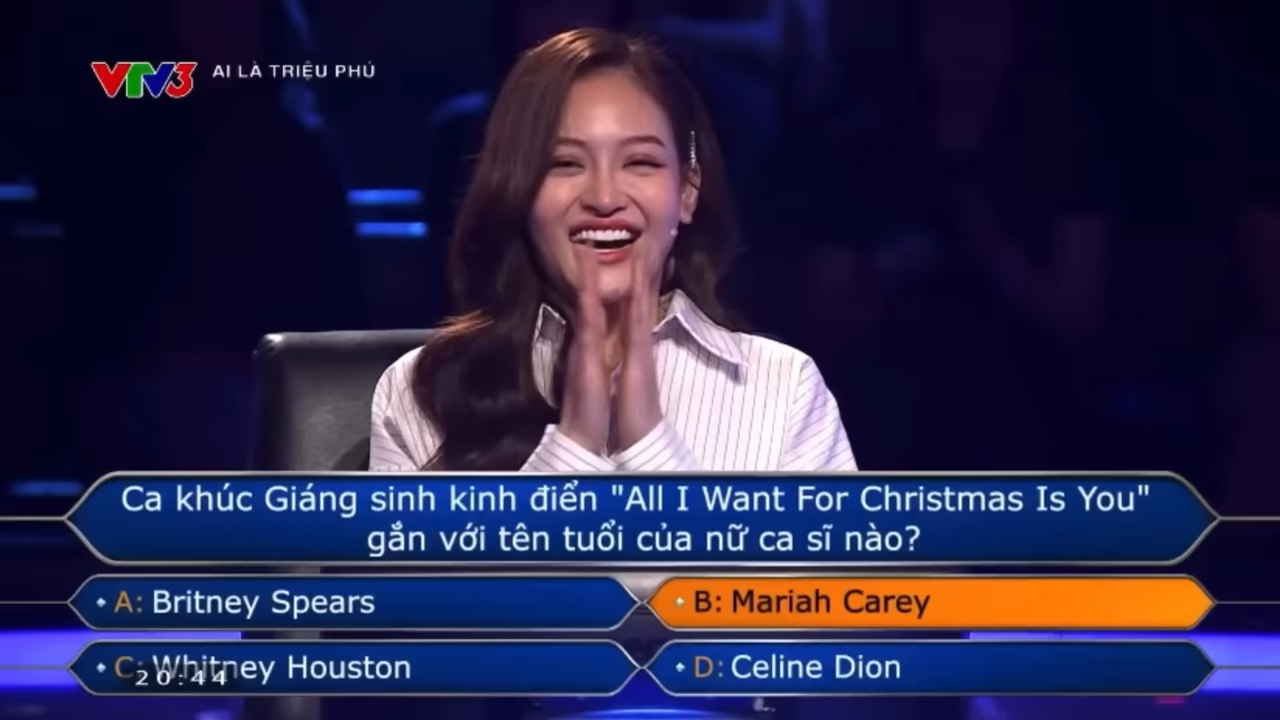 VTV3 AI LÀ TRIỆU PHÚ
Ca khúc Giáng sinh kinh điển "All I Want For Christmas Is You"
gắn với tên tuổi của nữ ca sĩ nào?
A: Britney Spears
B: Mariah Carey
C: Whitney Houston
D: Celine Dion
20:44